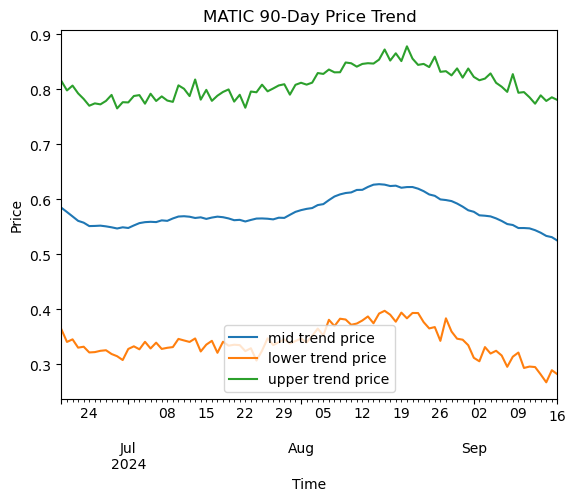 MATIC 90-Day Price Trend
0.9
0.8
0.7
0.6
0.5
0.4
0.3
Price
mid trend price
lower trend price
upper trend price
24 08 15 22 29 05 12 19 26 02 09 16
Jul Aug Sep
2024
Time